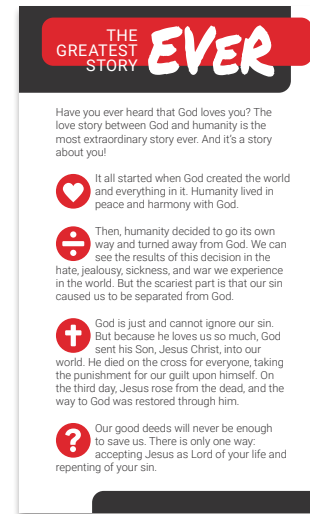 THE
GREATEST
STORY
EVER
Have you ever heard that God loves you? The
love story between God and humanity is the
most extraordinary story ever. And it's a story
about you!
It all started when God created the world
and everything in it. Humanity lived in
peace and harmony with God.
Then, humanity decided to go its own
way and turned away from God. We can
see the results of this decision in the
hate, jealousy, sickness, and war we experience
in the world. But the scariest part is that our sin
caused us to be separated from God.
God is just and cannot ignore our sin.
But because he loves us so much, God
sent his Son, Jesus Christ, into our
world. He died on the cross for everyone, taking
the punishment for our guilt upon himself. On
the third day, Jesus rose from the dead, and the
way to God was restored through him.
?
Our good deeds will never be enough
to save us. There is only one way:
accepting Jesus as Lord of your life and
repenting of your sin.